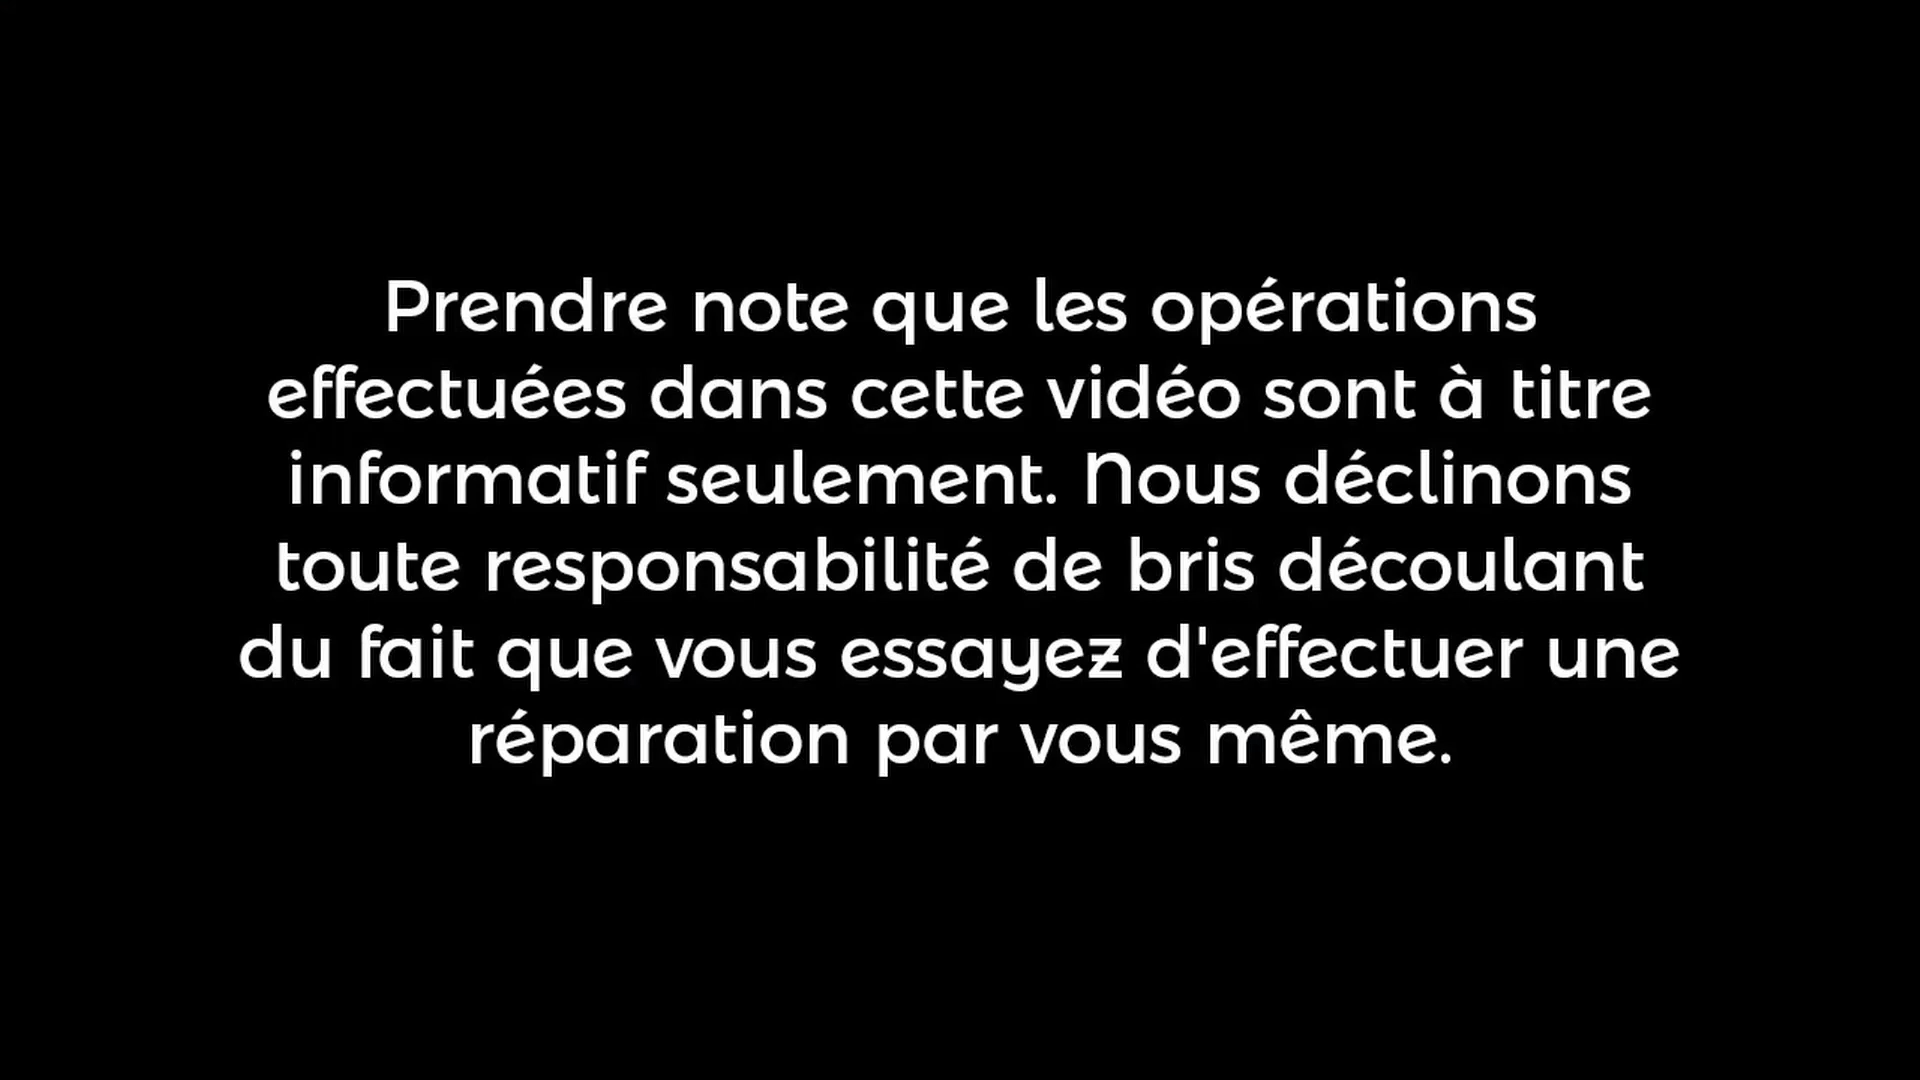 Prendre note que les opérations
effectuées dans cette vidéo sont à titre
informatif seulement. Nous déclinons
toute responsabilité de bris découlant
du fait que vous essayez d'effectuer une
réparation par vous même.